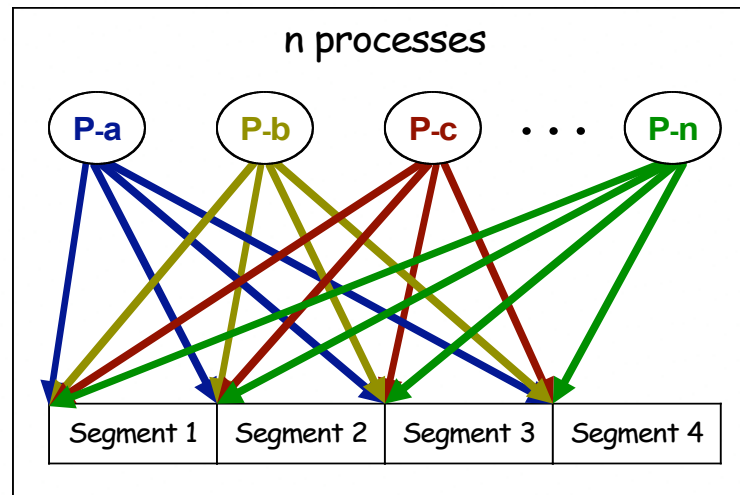 n processes
P-a P-b P-c . . . P-n
Segment 1 Segment 2 Segment 3 Segment 4